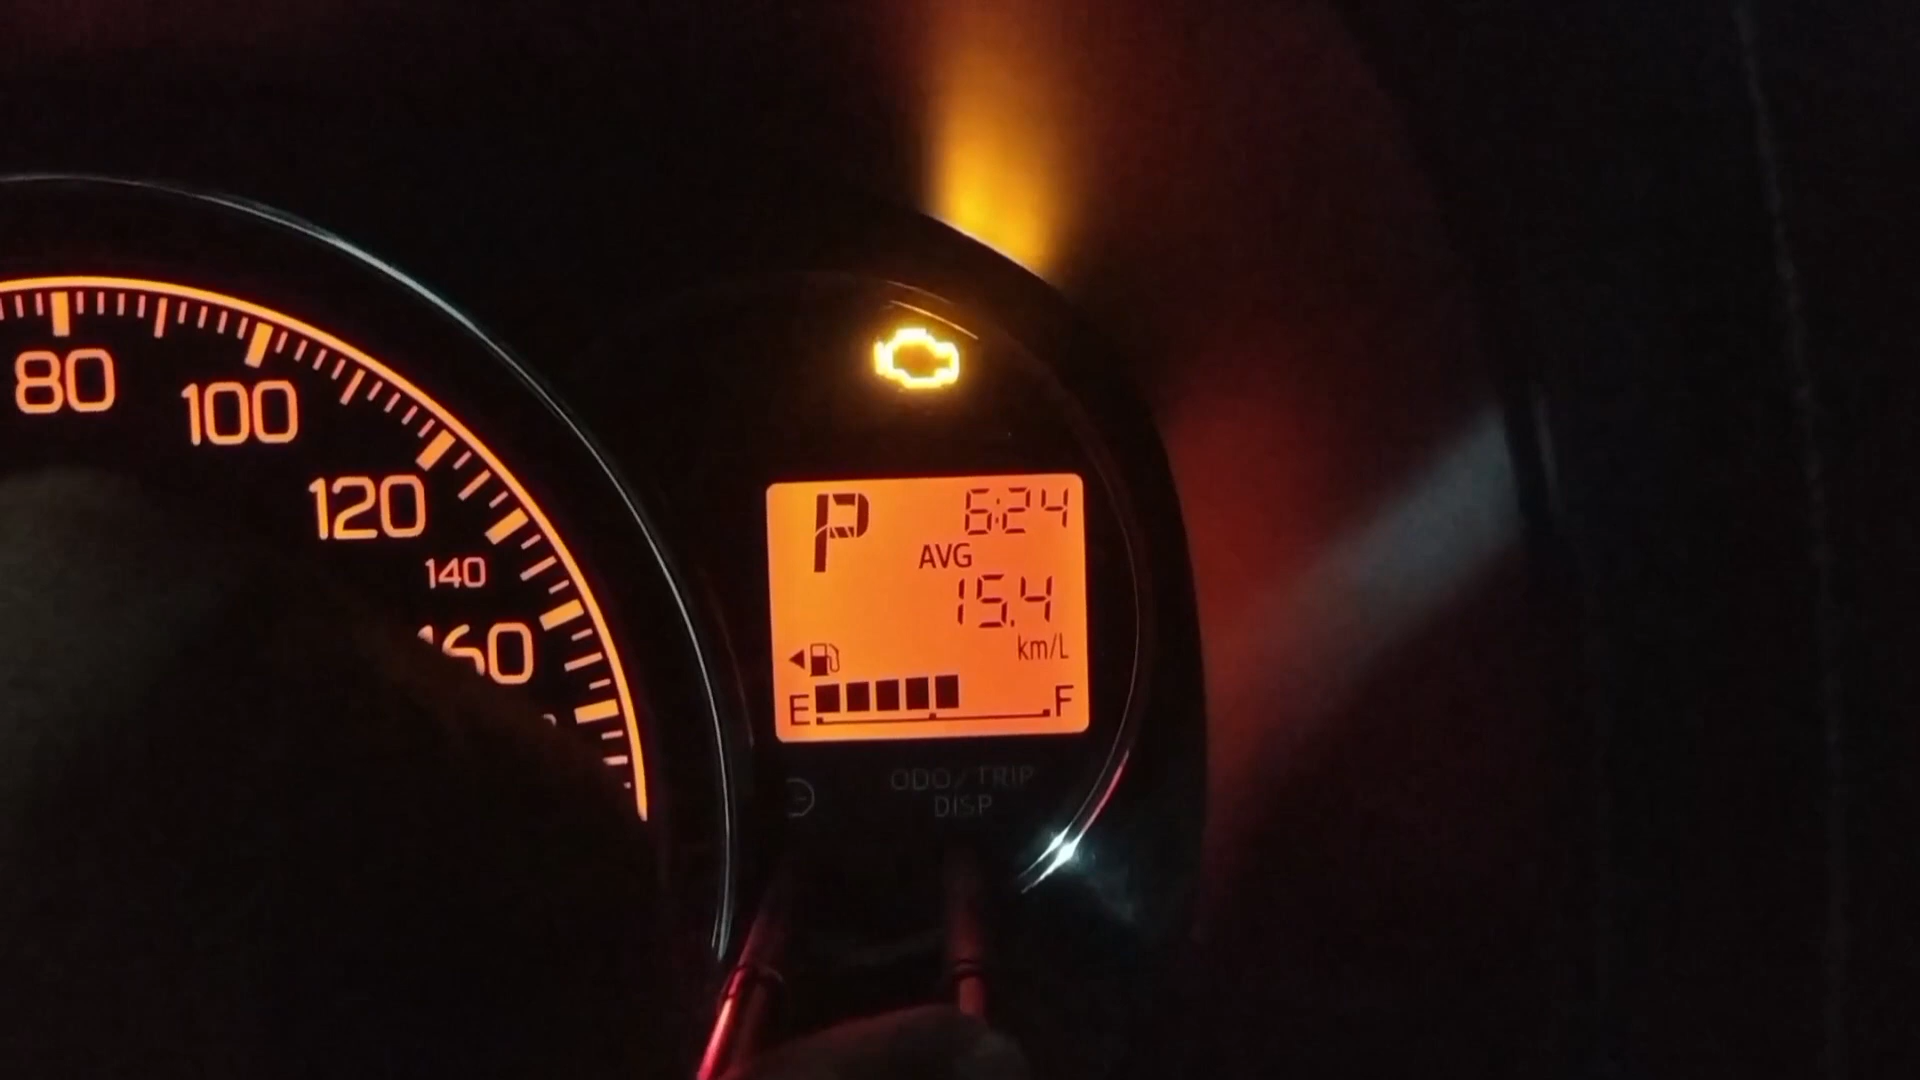 80
100
120
140
160
P
6:24
AVG
15.4
km/L
E
F
ODO/TRIP
DISP